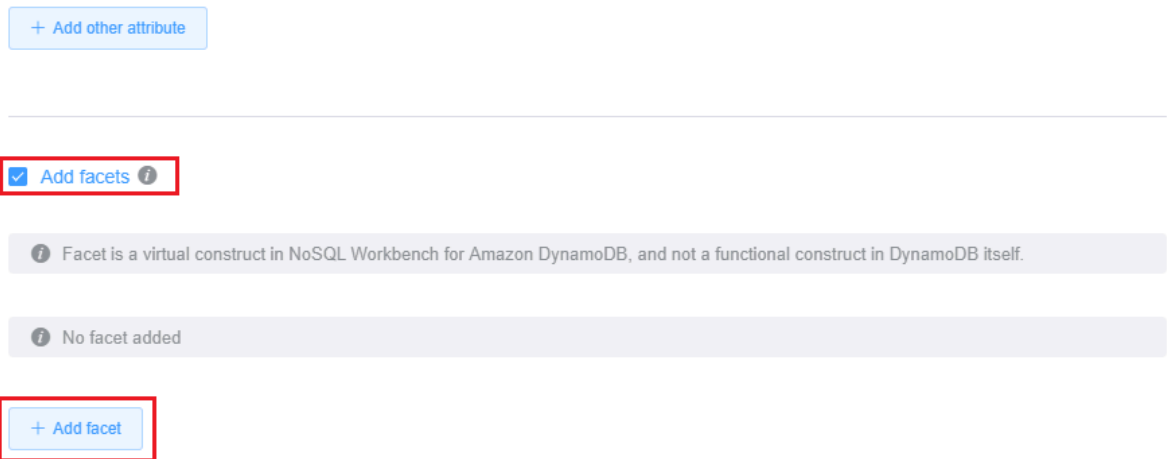 + Add other attribute
Add facets
Facet is a virtual construct in NoSQL Workbench for Amazon DynamoDB, and not a functional construct in DynamoDB itself.
No facet added
+ Add facet